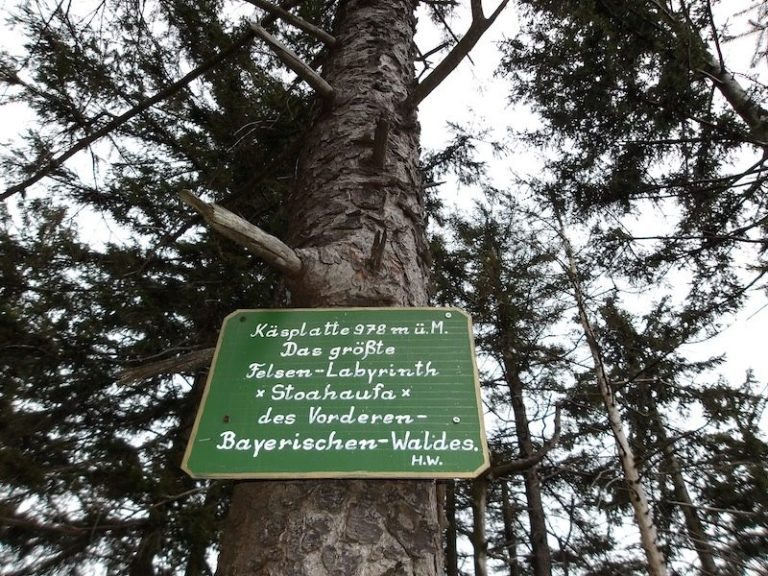 Käsplatte 978 m ü.M.
Das größte
Felsen-Labyrinth
× Stoahaufa ×
des Vorderen-
Bayerischen-Waldes.
H.W.